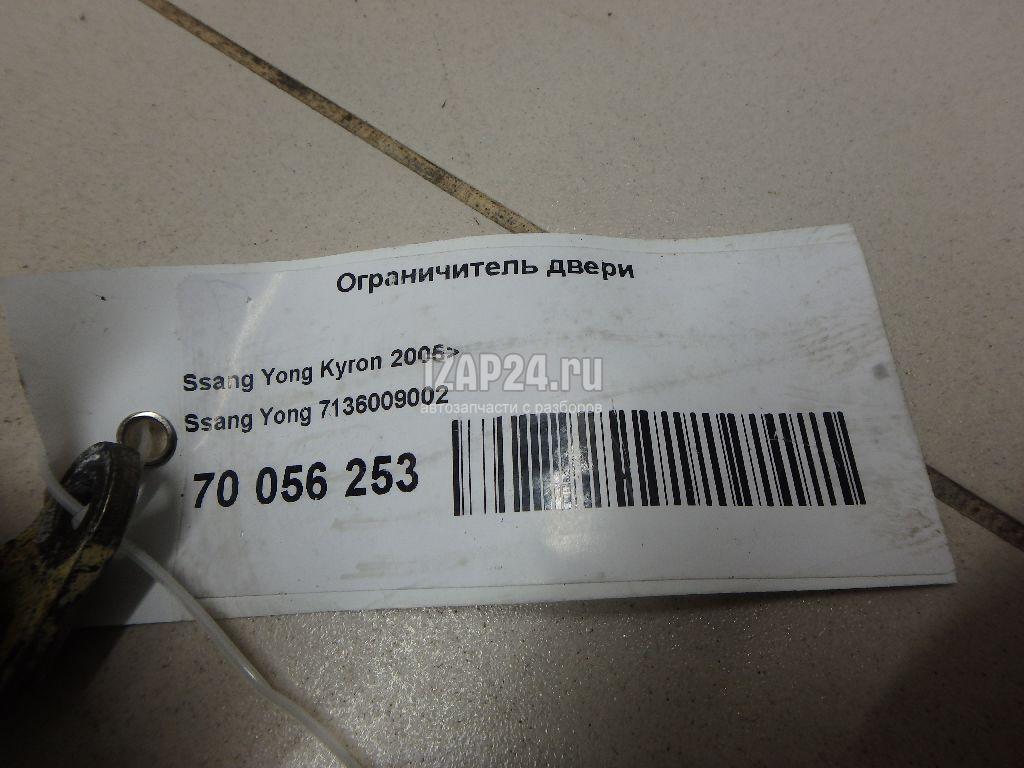 Ограничитель двери
Ssang Yong Kyron 2005>
IZAP24.ru
Ssang Yong 7136009002
автозапчасти с разборов
70 056 253